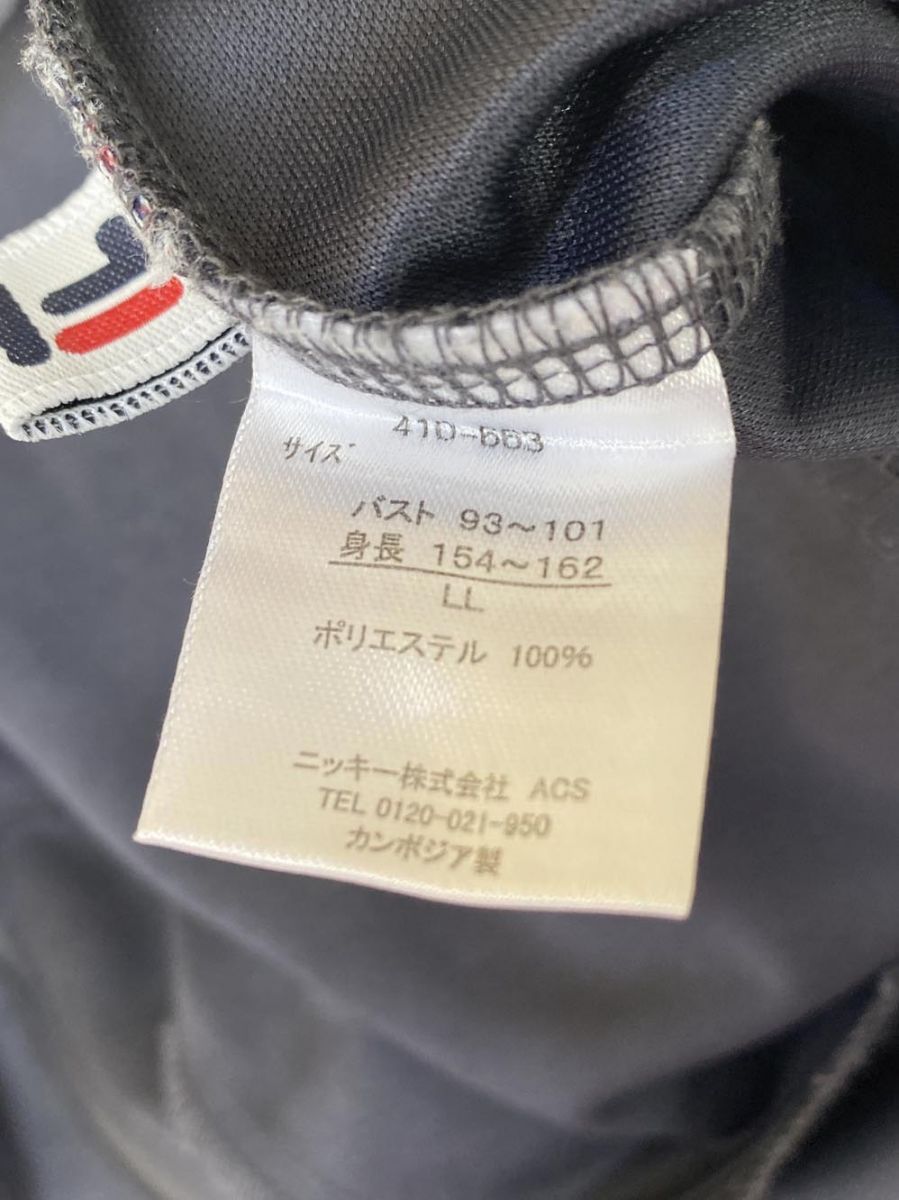 410-663
サイズ
バスト 93〜101
身長 154〜162
LL
ポリエステル 100%
ニッキー株式会社 ACS
TEL 0120-021-950
カンボジア製